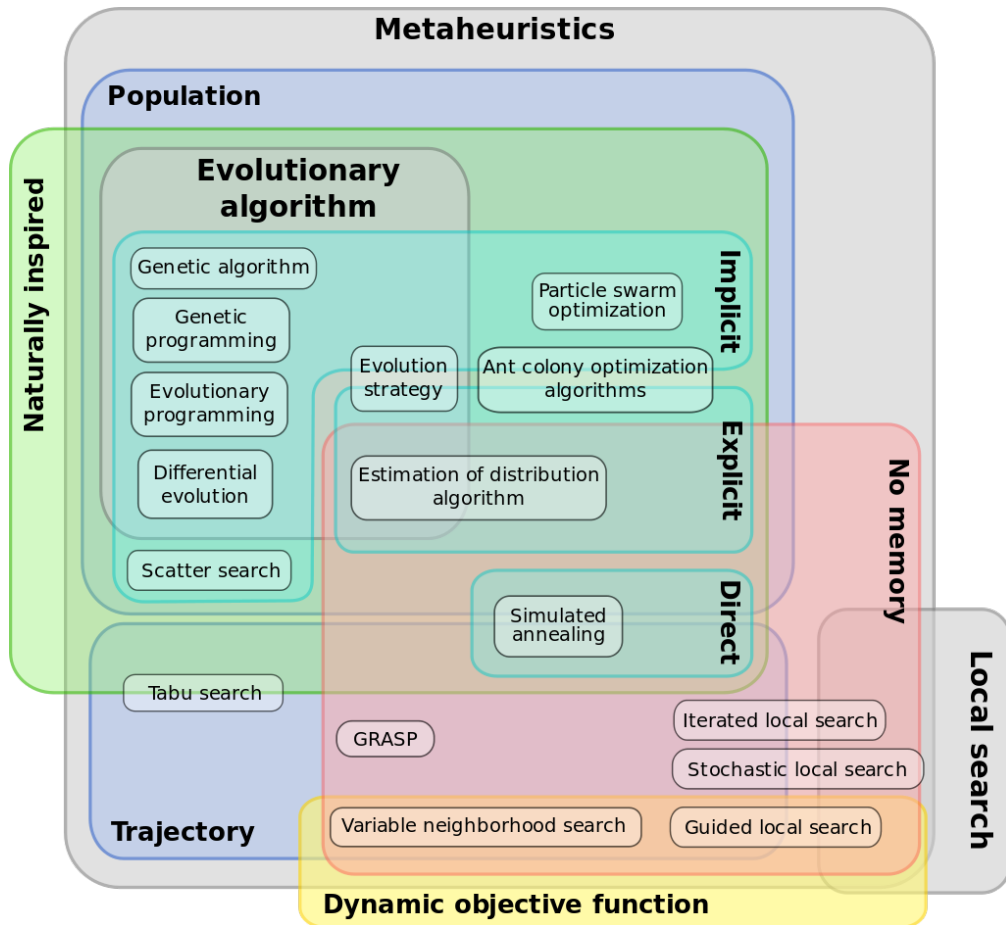 Metaheuristics
Population
Naturally inspired
Evolutionary
algorithm
Implicit
Genetic algorithm
Particle swarm
optimization
Genetic
programming
Evolution
strategy
Ant colony optimization
algorithms
Evolutionary
programming
Explicit
Differential
evolution
Estimation of distribution
algorithm
No memory
Scatter search
Direct
Simulated
annealing
Local search
Tabu search
GRASP
Iterated local search
Stochastic local search
Trajectory
Variable neighborhood search
Guided local search
Dynamic objective function